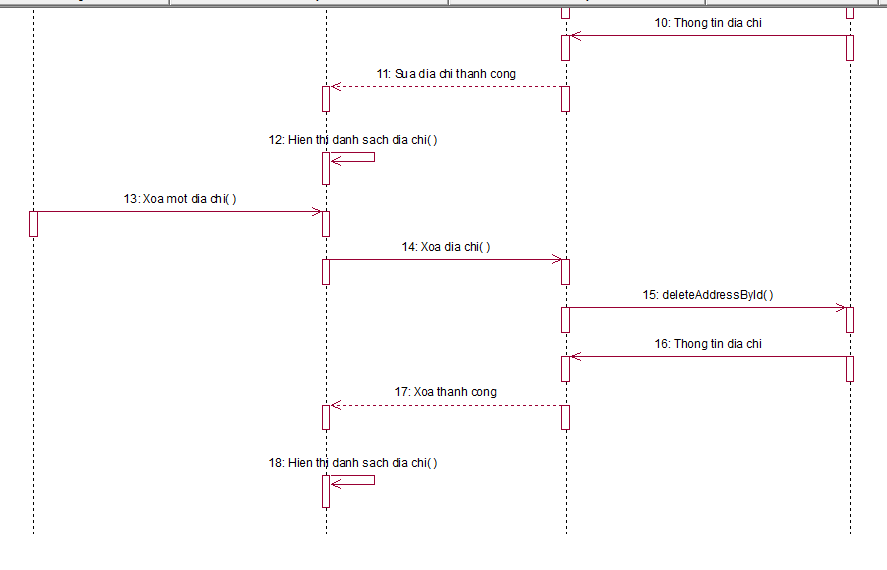 10: Thong tin dia chi
11: Sua dia chi thanh cong
12: Hien thi danh sach dia chi( )
13: Xoa mot dia chi( )
14: Xoa dia chi( )
15: deleteAddressById( )
16: Thong tin dia chi
17: Xoa thanh cong
18: Hien thi danh sach dia chi( )